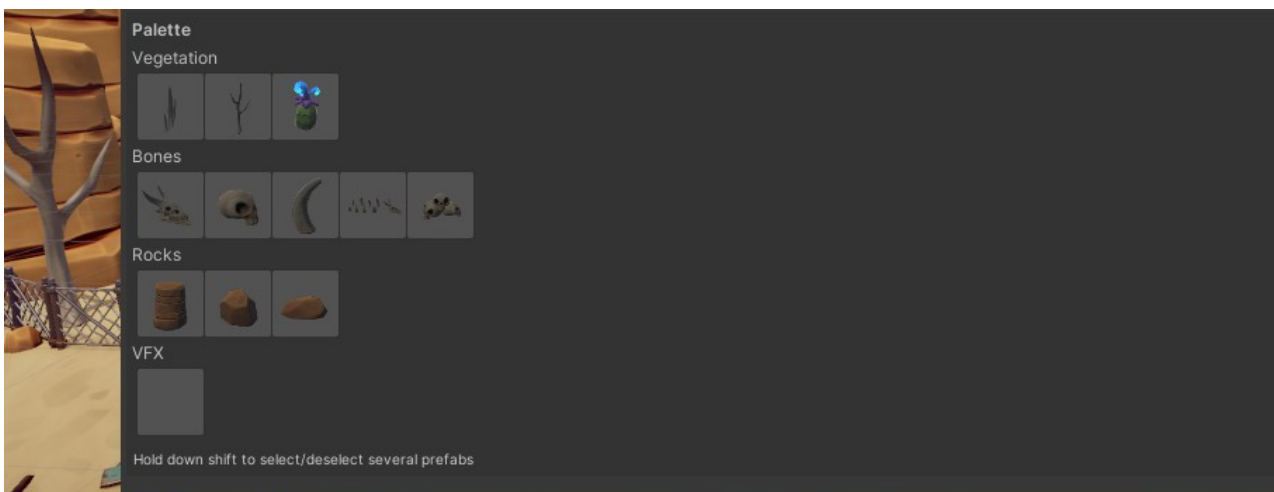 Palette
Vegetation
Bones
Rocks
VFX
Hold down shift to select/deselect several prefabs